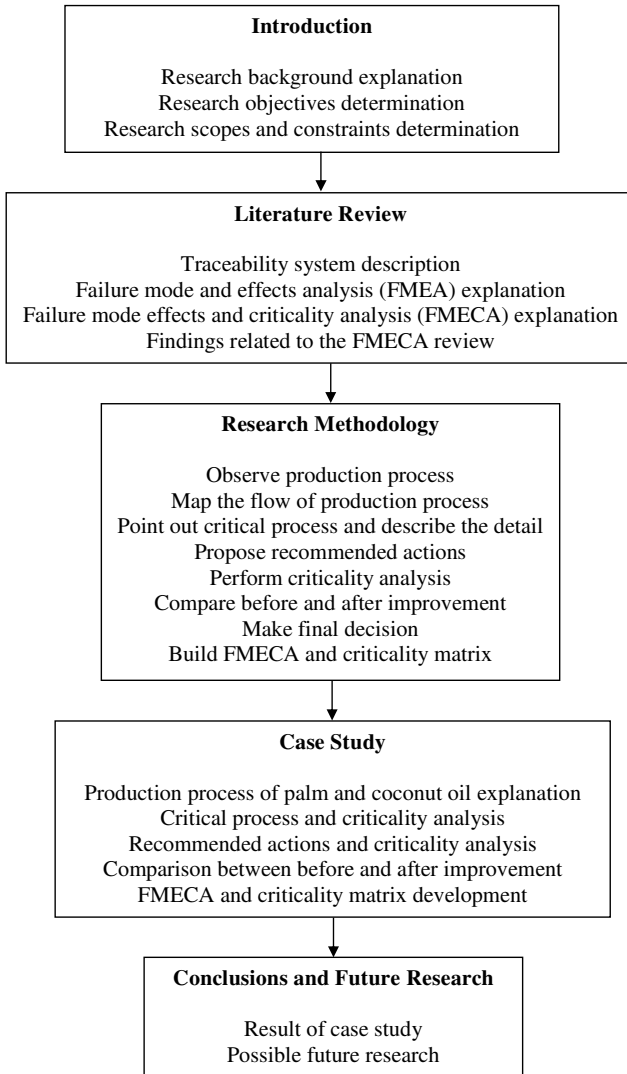 Introduction
Research background explanation
Research objectives determination
Research scopes and constraints determination
Literature Review
Traceability system description
Failure mode and effects analysis (FMEA) explanation
Failure mode effects and criticality analysis (FMECA) explanation
Findings related to the FMECA review
Research Methodology
Observe production process
Map the flow of production process
Point out critical process and describe the detail
Propose recommended actions
Perform criticality analysis
Compare before and after improvement
Make final decision
Build FMECA and criticality matrix
Case Study
Production process of palm and coconut oil explanation
Critical process and criticality analysis
Recommended actions and criticality analysis
Comparison between before and after improvement
FMECA and criticality matrix development
Conclusions and Future Research
Result of case study
Possible future research